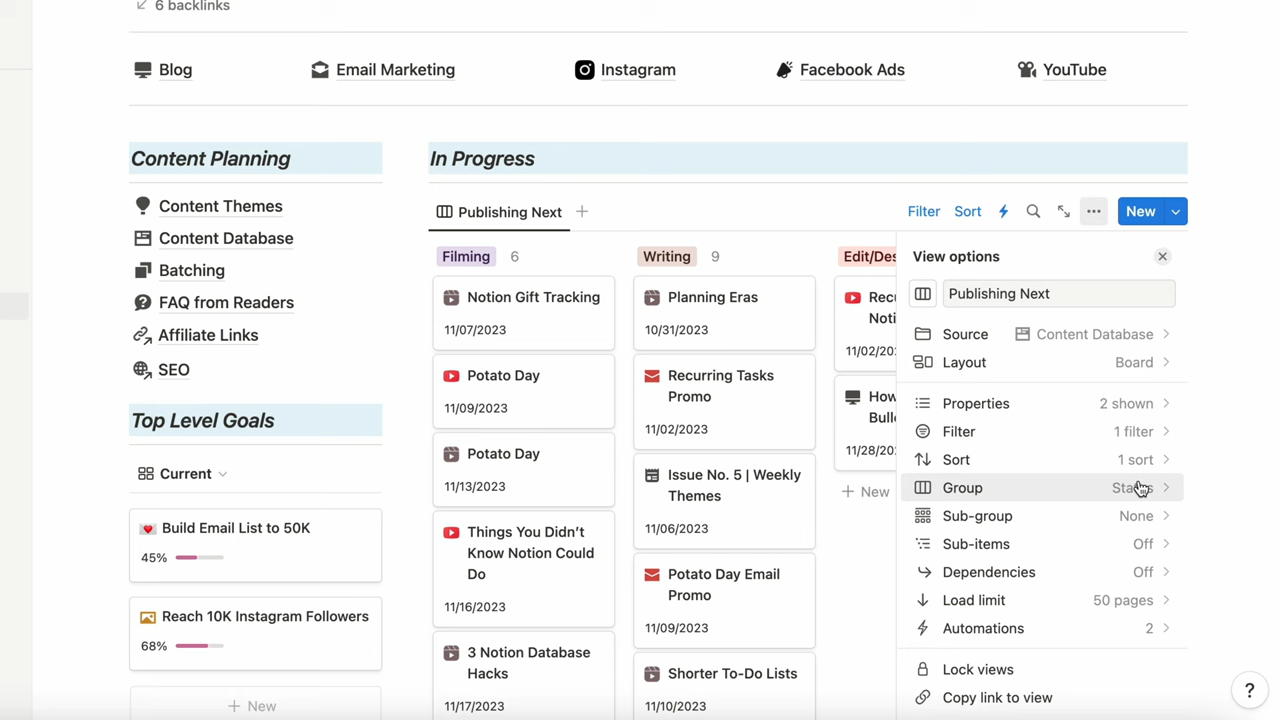 6 backlinks
Blog
Email Marketing
Instagram
Facebook Ads
YouTube
Content Planning
Content Themes
Content Database
Batching
FAQ from Readers
Affiliate Links
SEO
Top Level Goals
Current
Build Email List to 50K
45%
Reach 10K Instagram Followers
68%
+ New
In Progress
Publishing Next +
Filter Sort ••• New
Filming 6
Notion Gift Tracking
11/07/2023
Potato Day
11/09/2023
Potato Day
11/13/2023
Things You Didn't
Know Notion Could
Do
11/16/2023
3 Notion Database
Hacks
11/17/2023
Writing 9
Planning Eras
10/31/2023
Recurring Tasks
Promo
11/02/2023
Issue No. 5 | Weekly
Themes
11/06/2023
Potato Day Email
Promo
11/09/2023
Shorter To-Do Lists
11/10/2023
Edit/Des
Recu
Noti
11/02/202
How
Bulle
11/28/20
+ New
View options
Publishing Next
Source Content Database
Layout Board
Properties 2 shown
Filter 1 filter
Sort 1 sort
Group
Sub-group None
Sub-items Off
Dependencies Off
Load limit 50 pages
Automations 2
Lock views
Copy link to view
?